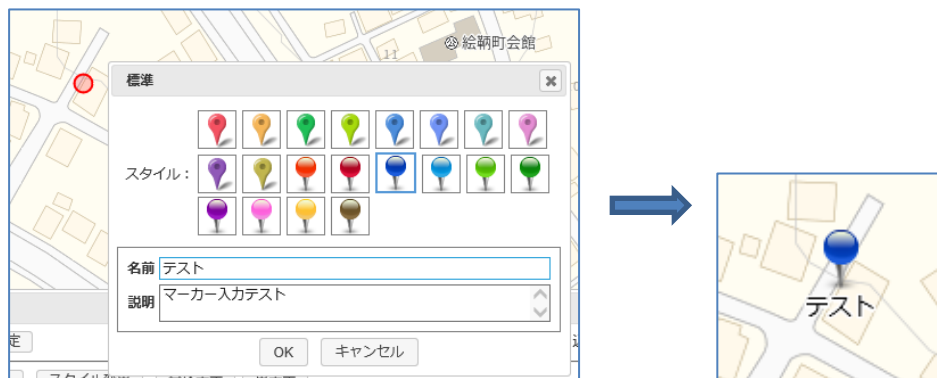 絵鞆町会館
11
標準
スタイル：
名前 テスト
説明 マーカー入力テスト
OK キャンセル
定
テスト